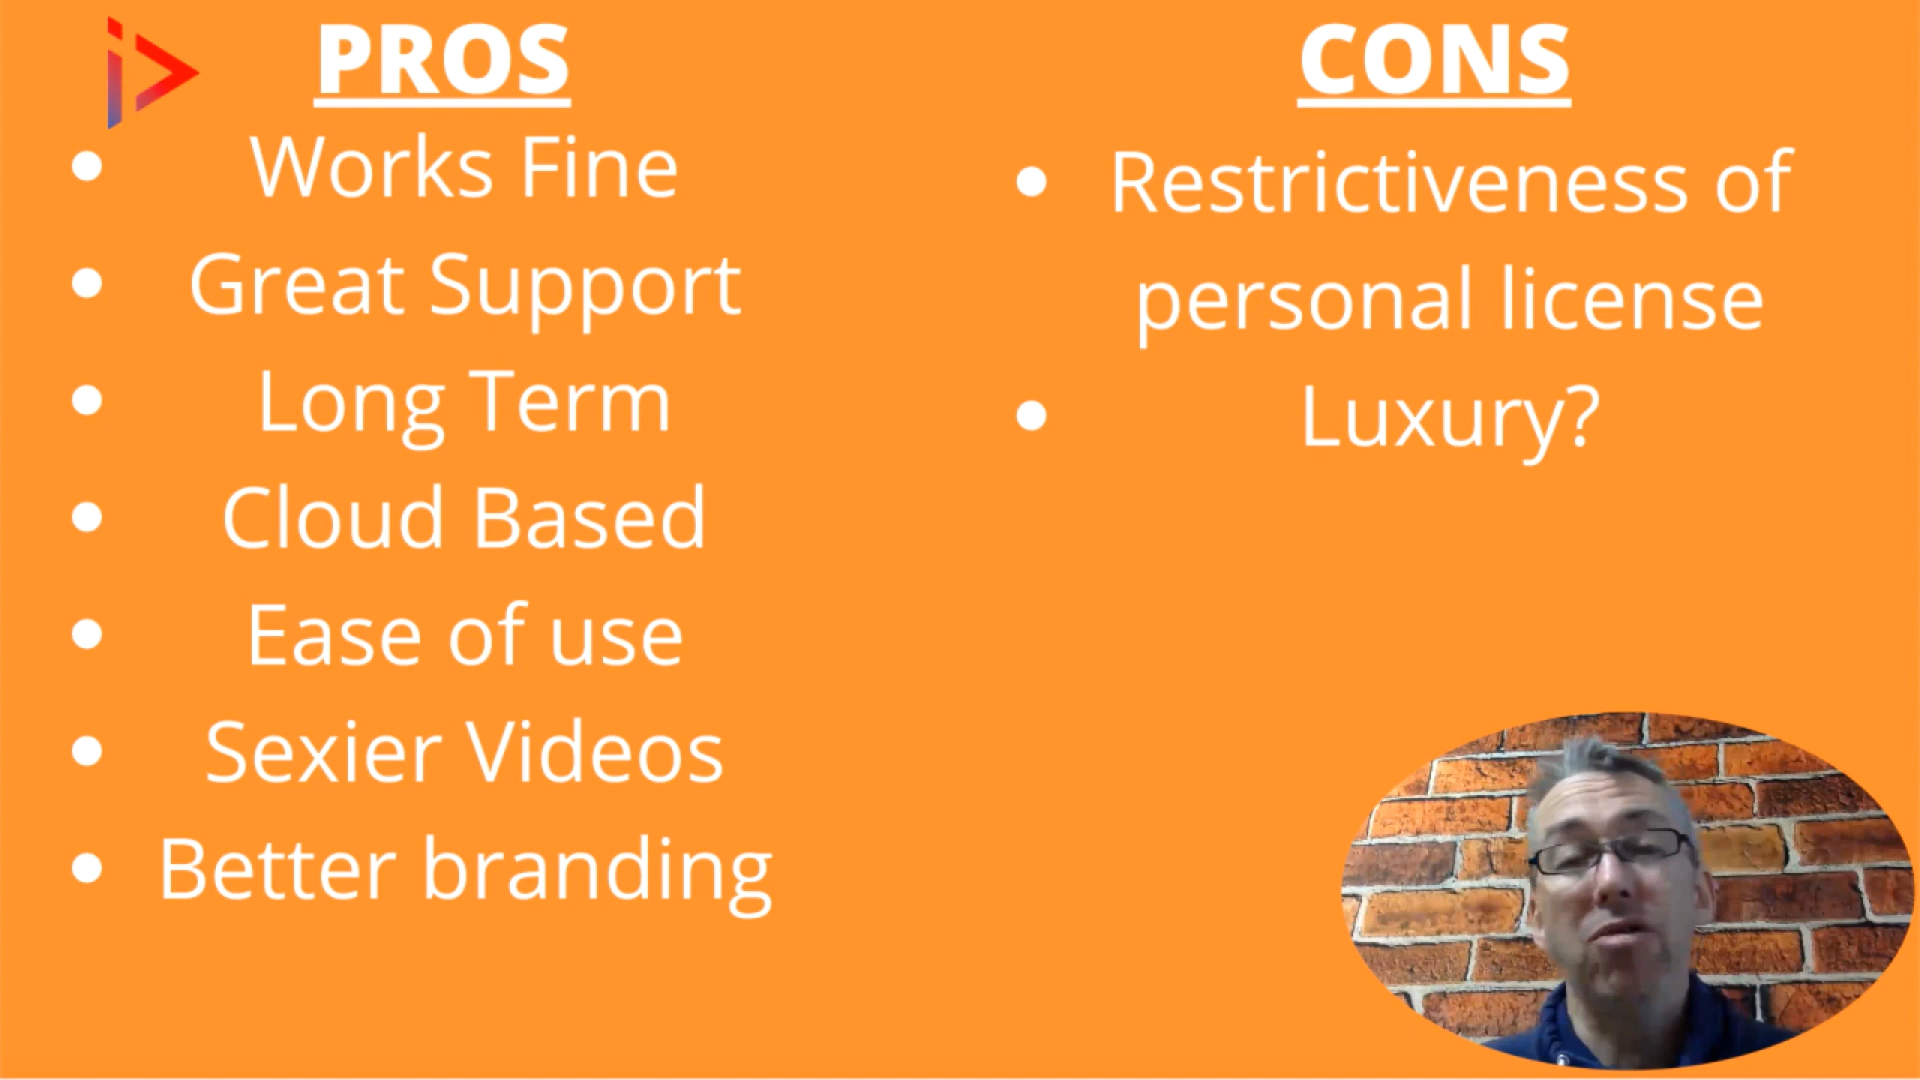 PROS
Works Fine
Great Support
Long Term
Cloud Based
Ease of use
Sexier Videos
Better branding
CONS
Restrictiveness of
personal license
Luxury?